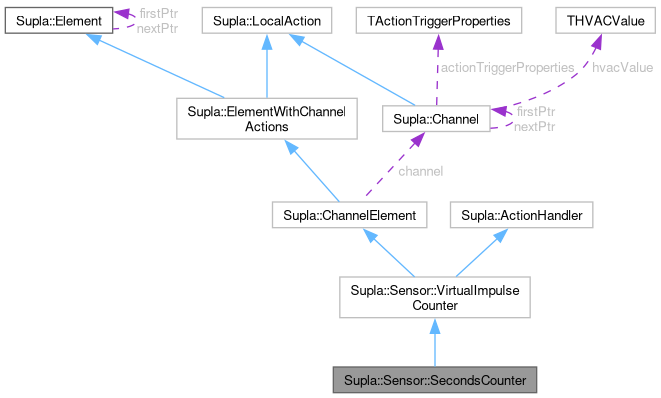 Supla::Element
firstPtr
nextPtr
Supla::LocalAction
TActionTriggerProperties
THVACValue
actionTriggerProperties
hvacValue
Supla::ElementWithChannel
Actions
Supla::Channel
firstPtr
nextPtr
channel
Supla::ChannelElement
Supla::ActionHandler
Supla::Sensor::VirtualImpulse
Counter
Supla::Sensor::SecondsCounter